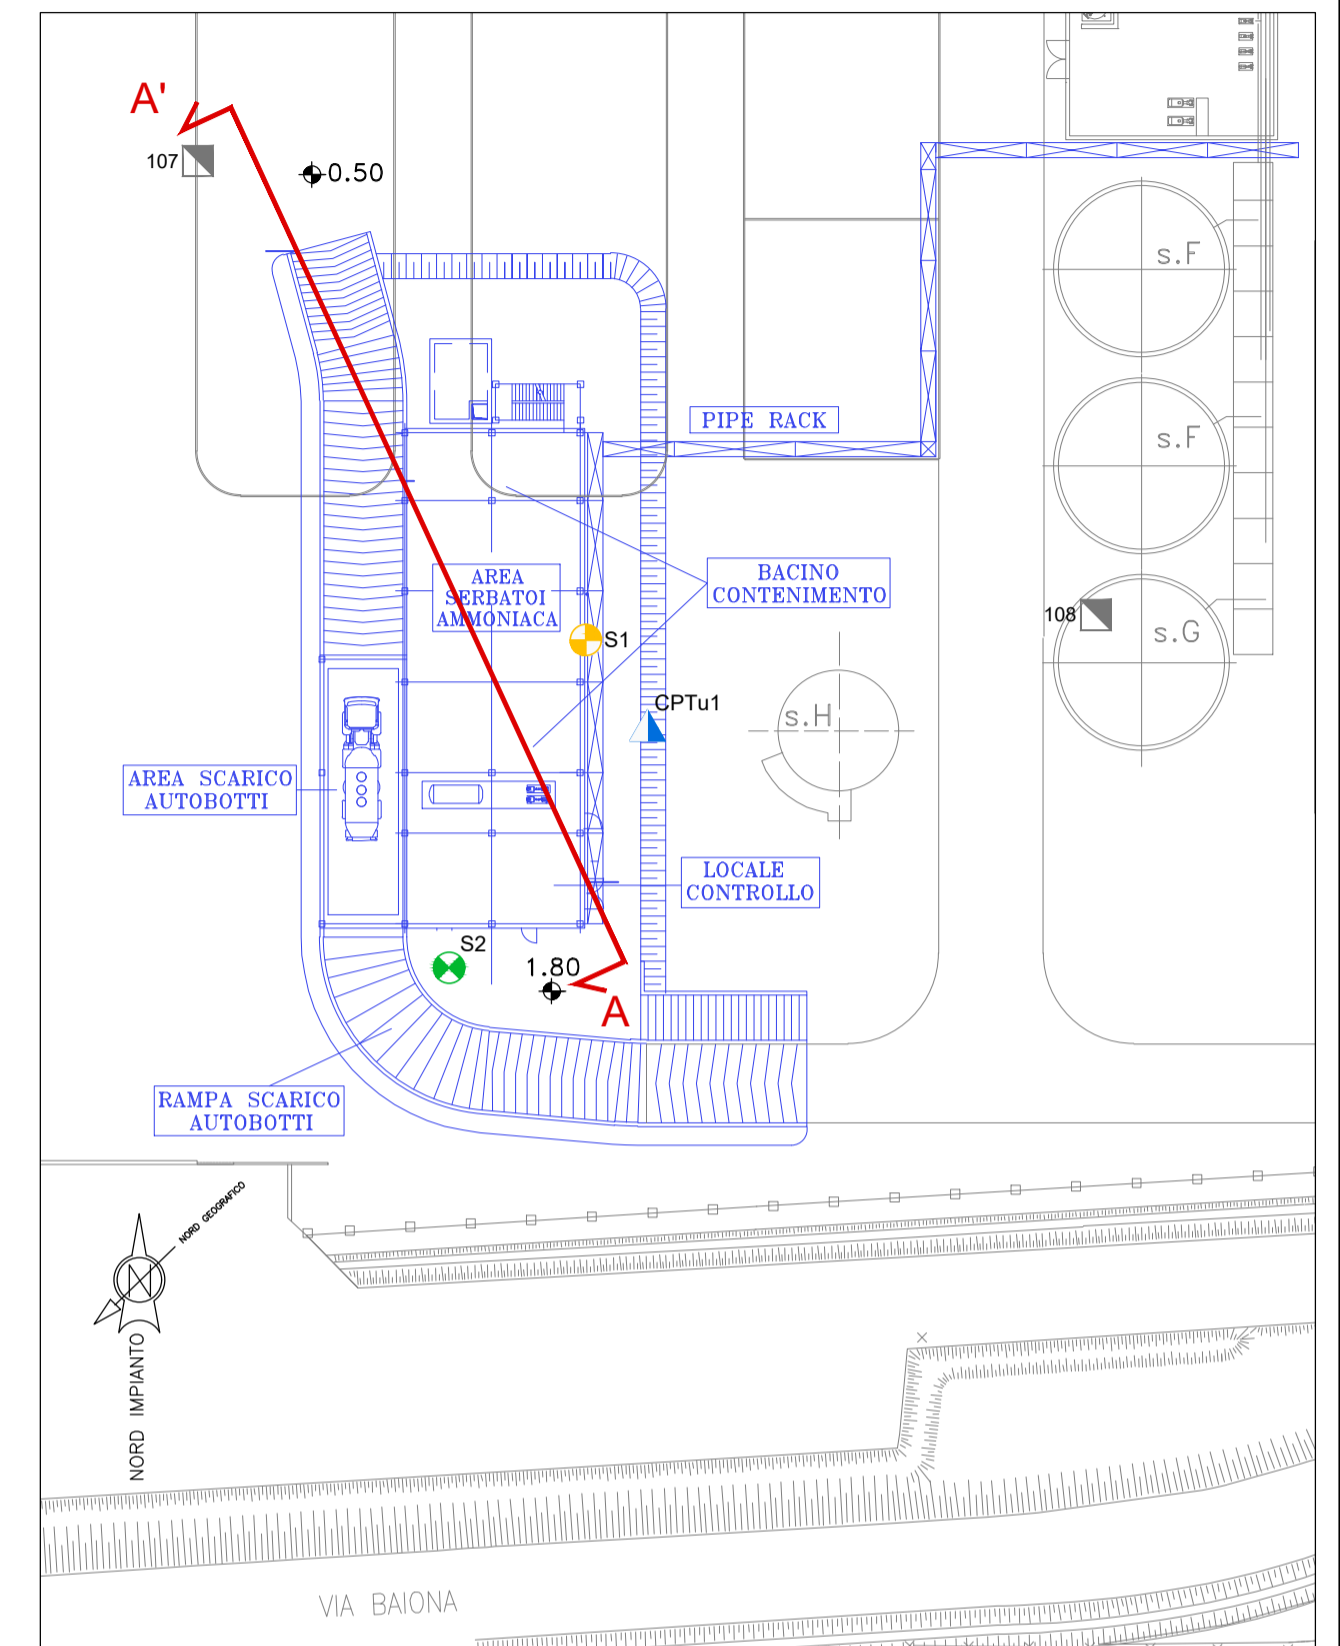 A'
107
0.50
s.F
PIPE RACK
s.F
AREA
SERBATOI
AMMONIACA
BACINO
CONTENIMENTO
S1
108
s.G
CPTu1
s.H
AREA SCARICO
AUTOBOTTI
LOCALE
CONTROLLO
S2
1.80
A
RAMPA SCARICO
AUTOBOTTI
NORD GEOGRAFICO
N
NORD IMPIANTO
VIA BAIONA